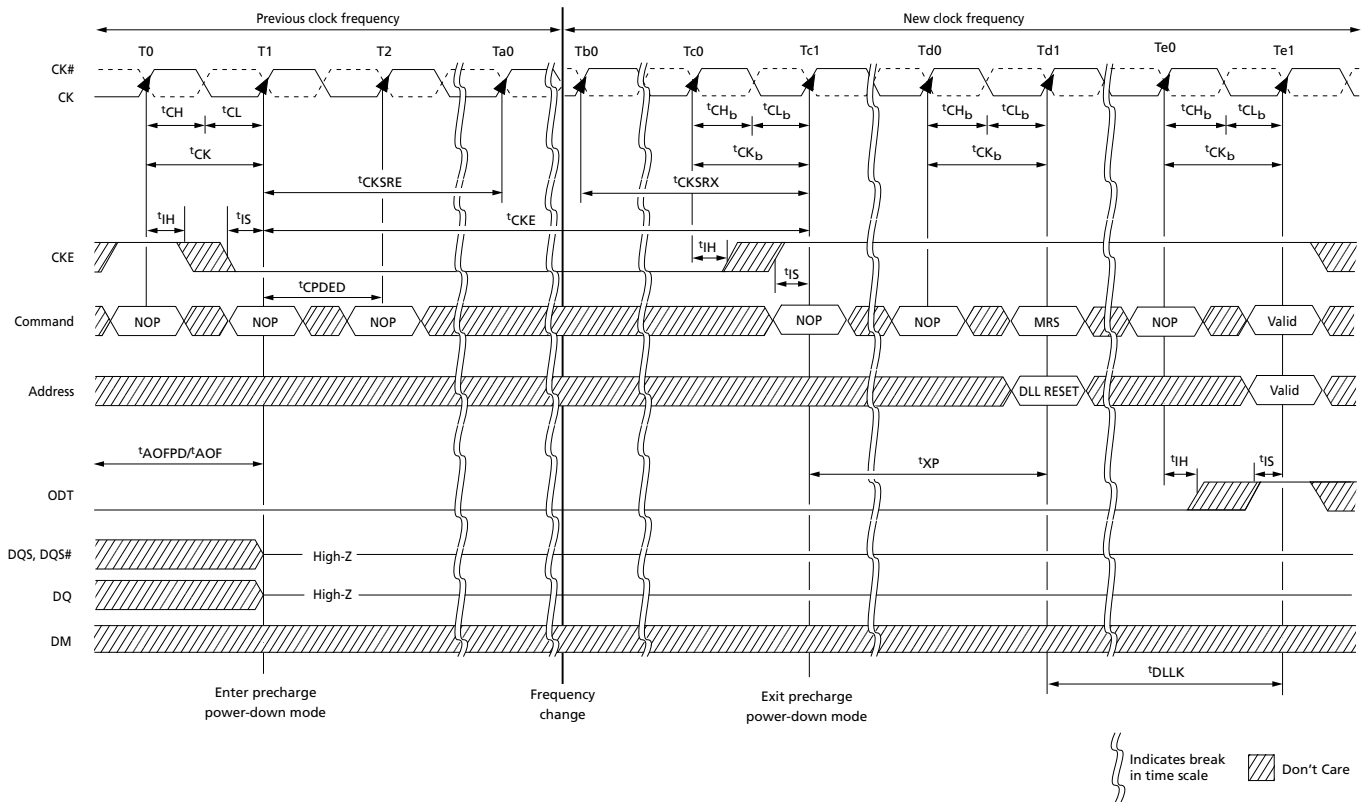 Previous clock frequency New clock frequency
T0 T1 T2 Ta0 Tb0 Tc0 Tc1 Td0 Td1 Te0 Te1
CK#
CK
tCH tCL tCHb tCLb tCHb tCLb tCHb tCLb
tCK tCKb tCKb tCKb
tCKSRE tCKSRX
tIH tIS tCKE
CKE tIH
tIS
tCPDED
Command NOP NOP NOP NOP NOP MRS NOP Valid
Address DLL RESET Valid
tAOFPD/tAOF tXP tIH tIS
ODT
DQS, DQS# High-Z
DQ High-Z
DM
tDLLK
Enter precharge
power-down mode
Frequency
change
Exit precharge
power-down mode
Indicates break
in time scale
Don't Care